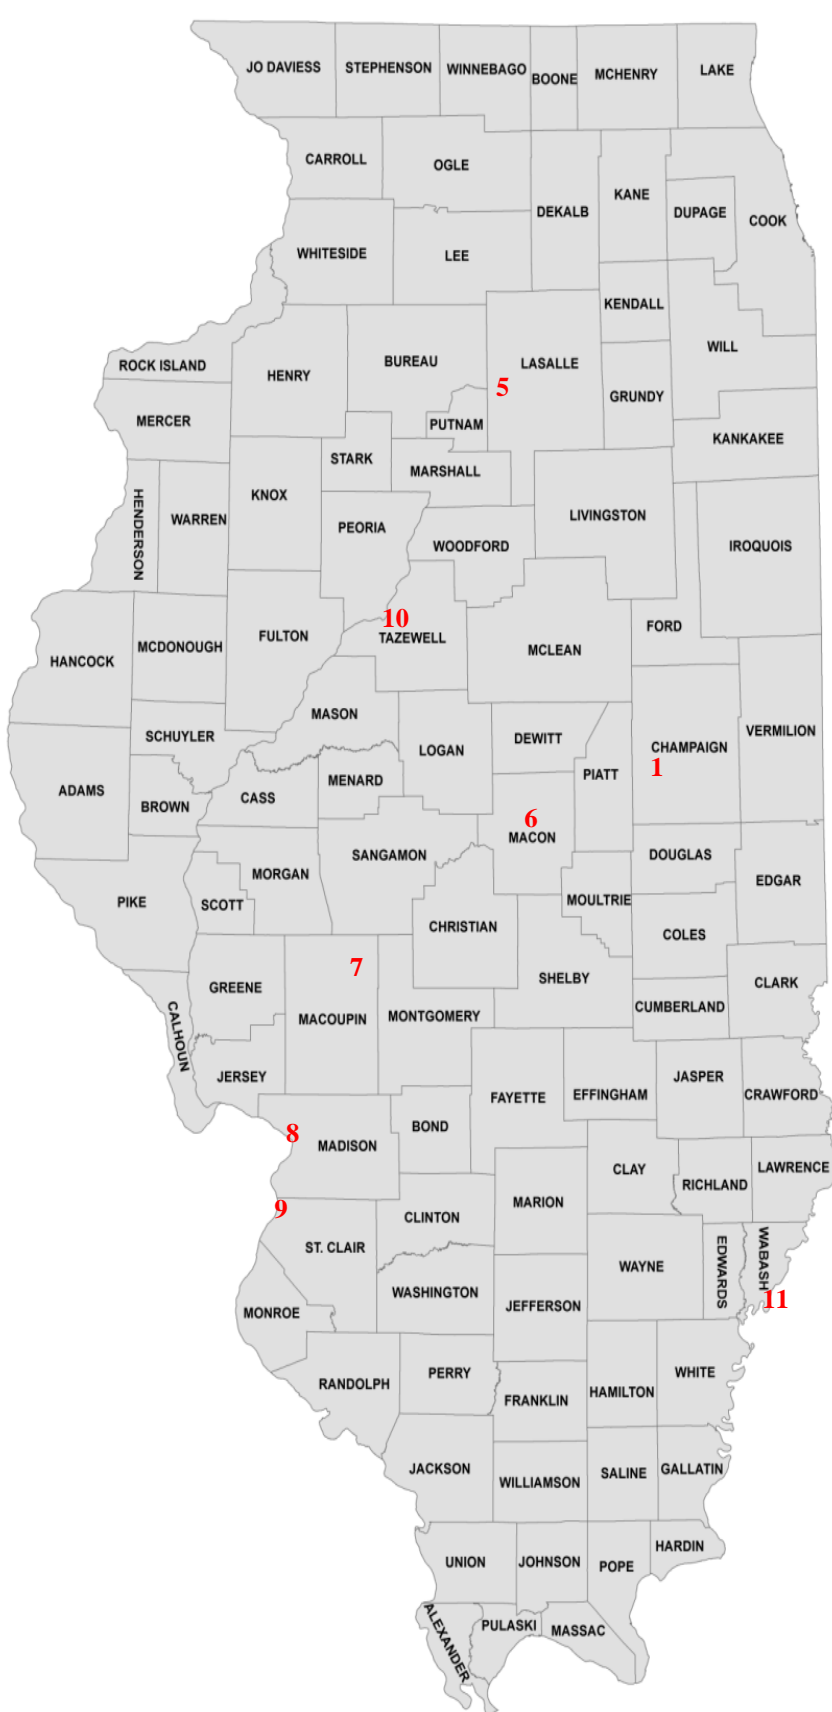 JO DAVIESS STEPHENSON WINNEBAGO BOONE MCHENRY LAKE
CARROLL OGLE DEKALB KANE DUPAGE COOK
WHITESIDE LEE KENDALL
ROCK ISLAND HENRY BUREAU LASALLE GRUNDY WILL
5
MERCER PUTNAM KANKAKEE
STARK MARSHALL
HENDERSON WARREN KNOX PEORIA WOODFORD LIVINGSTON IROQUOIS
10
HANCOCK MCDONOUGH FULTON TAZEWELL MCLEAN FORD
SCHUYLER MASON LOGAN DEWITT CHAMPAIGN VERMILION
1
ADAMS BROWN CASS MENARD PIATT
6
MACON
MORGAN SANGAMON DOUGLAS EDGAR
PIKE SCOTT CHRISTIAN MOULTRIE COLES
7
GREENE SHELBY CLARK
CALHOUN MACOUPIN MONTGOMERY CUMBERLAND
JERSEY FAYETTE EFFINGHAM JASPER CRAWFORD
8
MADISON BOND CLAY RICHLAND LAWRENCE
9
ST. CLAIR CLINTON MARION WAYNE EDWARDS WABASH
11
MONROE WASHINGTON JEFFERSON
RANDOLPH PERRY FRANKLIN HAMILTON WHITE
JACKSON WILLIAMSON SALINE GALLATIN
UNION JOHNSON POPE HARDIN
ALEXANDER PULASKI MASSAC